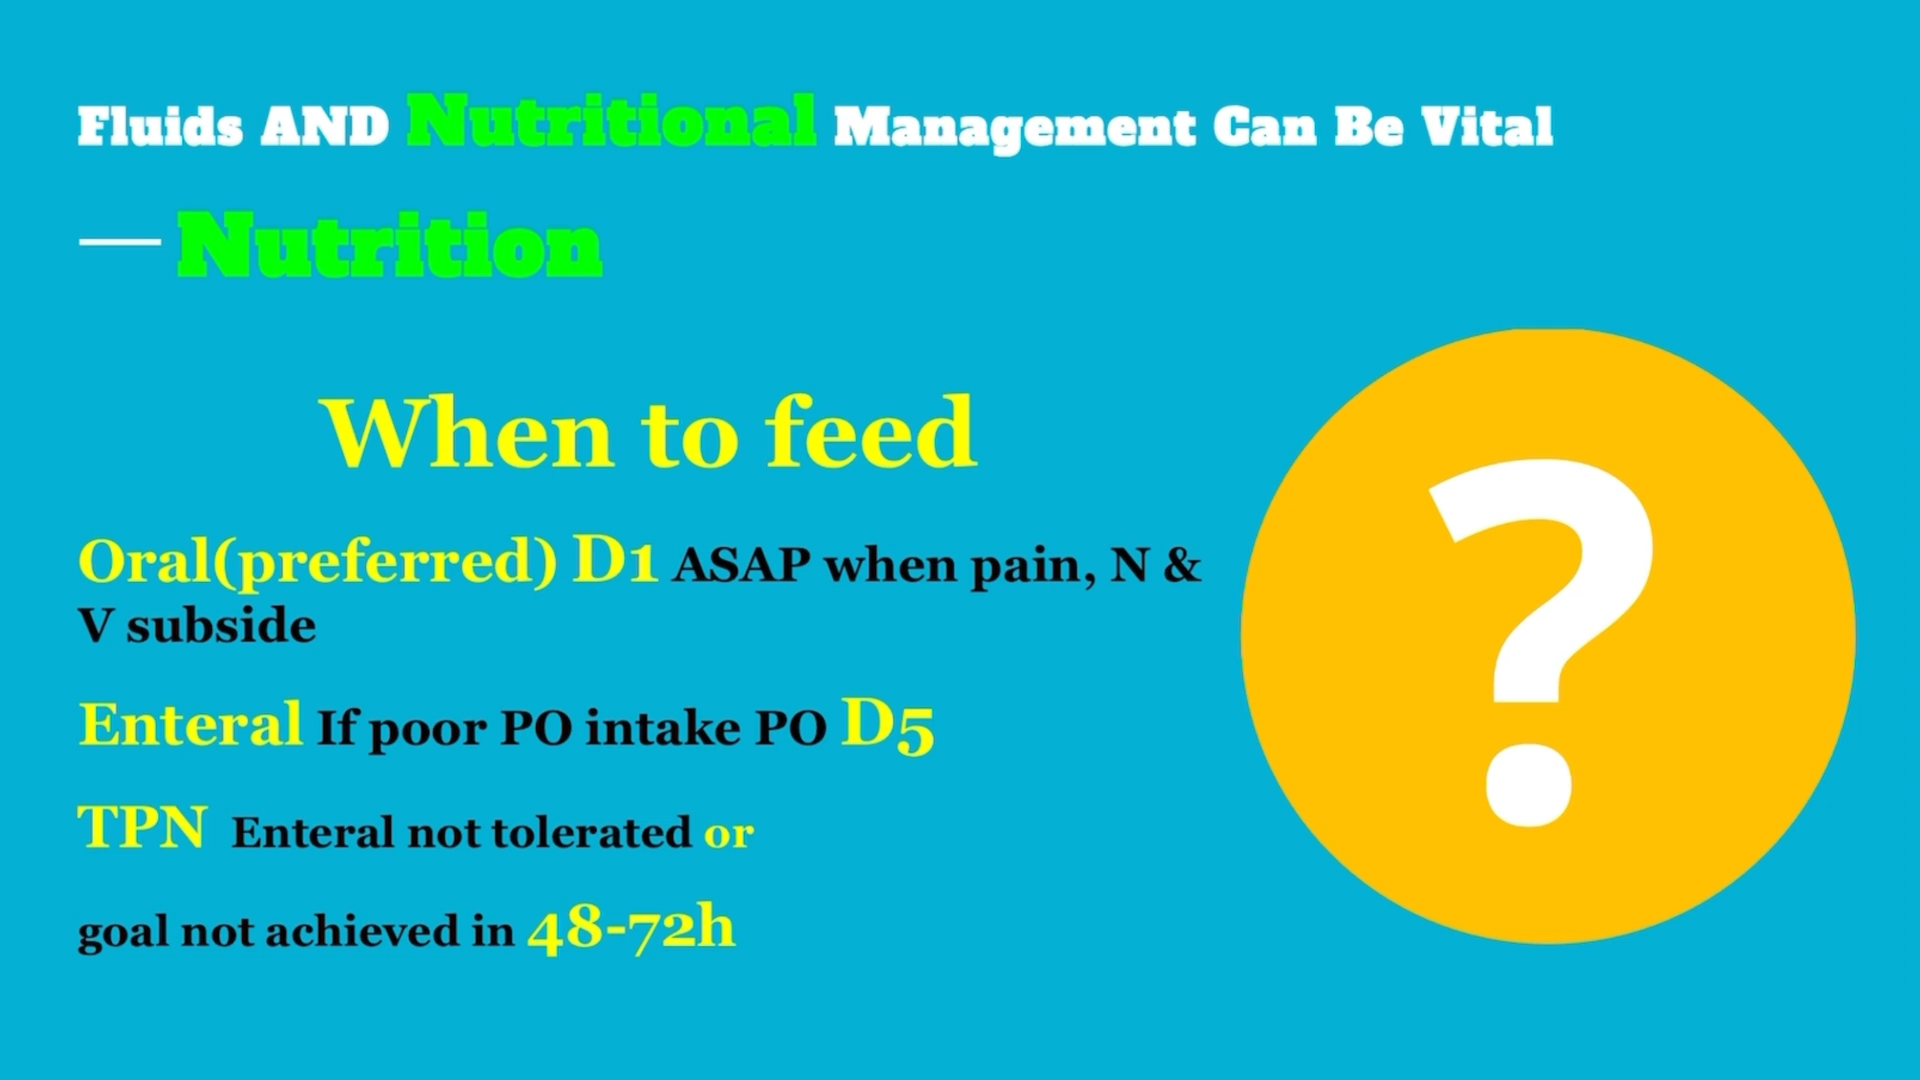 Fluids AND Nutritional Management Can Be Vital
— Nutrition
When to feed
Oral(preferred) D1 ASAP when pain, N &
V subside
Enteral If poor PO intake PO D5
TPN Enteral not tolerated or
goal not achieved in 48-72h
?